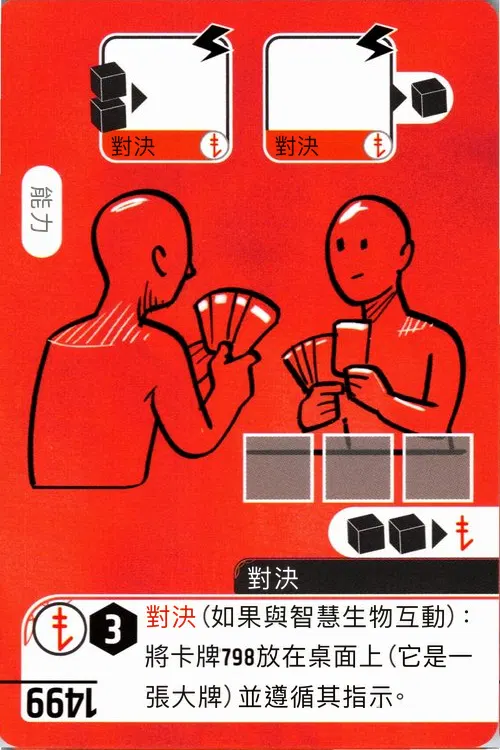 對決
對決
能力
對決
3
對決(如果與智慧生物互動):
將卡牌798放在桌面上(它是一
張大牌)並遵循其指示。
1499